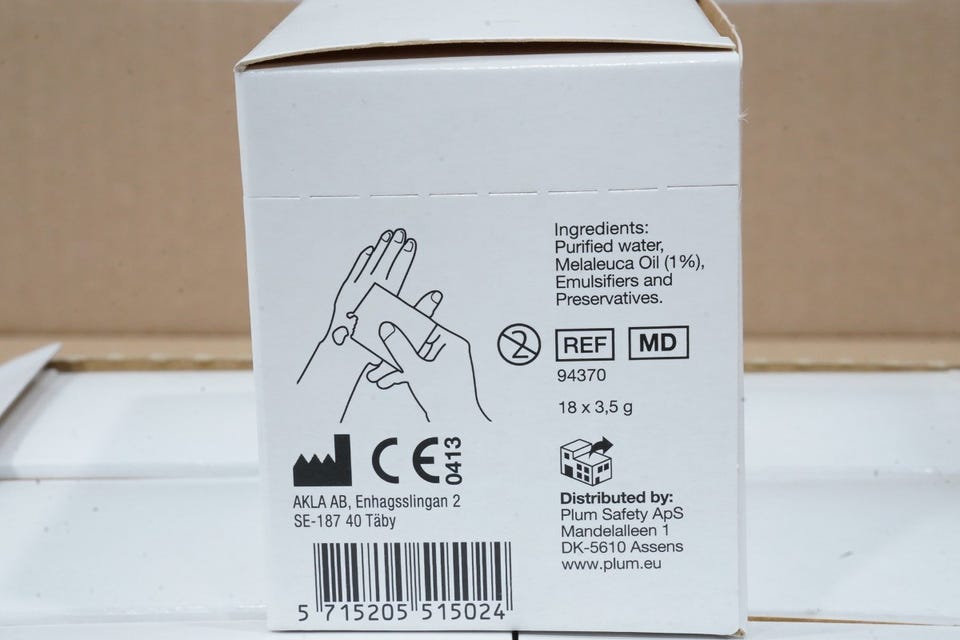 Ingredients:
Purified water,
Melaleuca Oil (1%),
Emulsifiers and
Preservatives.
2 REF MD
94370
18 x 3,5 g
CE 0413
AKLA AB, Enhagsslingan 2
SE-187 40 Täby
5 715205 515024
Distributed by:
Plum Safety ApS
Mandelalleen 1
DK-5610 Assens
www.plum.eu